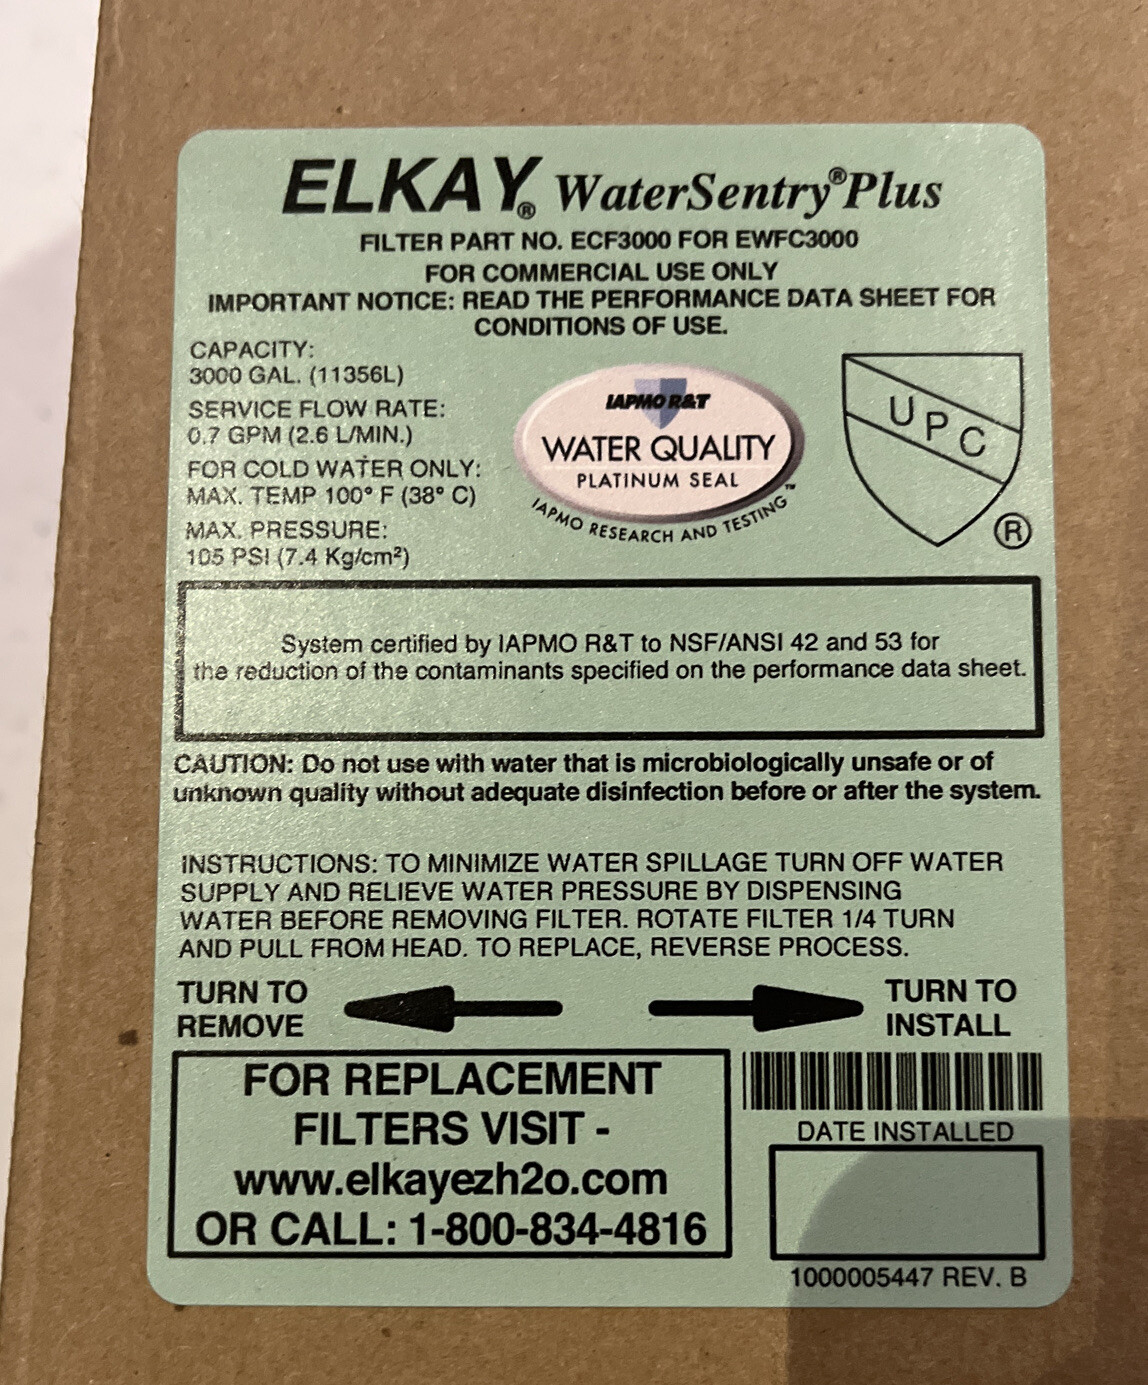 ELKAY® WaterSentry®Plus
FILTER PART NO. ECF3000 FOR EWFC3000
FOR COMMERCIAL USE ONLY
IMPORTANT NOTICE: READ THE PERFORMANCE DATA SHEET FOR
CONDITIONS OF USE.
CAPACITY:
3000 GAL. (11356L)
SERVICE FLOW RATE:
0.7 GPM (2.6 L/MIN.)
FOR COLD WATER ONLY:
MAX. TEMP 100° F (38° C)
MAX. PRESSURE:
105 PSI (7.4 Kg/cm²)
IAPMO R&T
WATER QUALITY
PLATINUM SEAL
IAPMO RESEARCH AND TESTING™
UPC
®
System certified by IAPMO R&T to NSF/ANSI 42 and 53 for
the reduction of the contaminants specified on the performance data sheet.
CAUTION: Do not use with water that is microbiologically unsafe or of
unknown quality without adequate disinfection before or after the system.
INSTRUCTIONS: TO MINIMIZE WATER SPILLAGE TURN OFF WATER
SUPPLY AND RELIEVE WATER PRESSURE BY DISPENSING
WATER BEFORE REMOVING FILTER. ROTATE FILTER 1/4 TURN
AND PULL FROM HEAD. TO REPLACE, REVERSE PROCESS.
TURN TO
REMOVE
TURN TO
INSTALL
FOR REPLACEMENT
FILTERS VISIT -
www.elkayezh2o.com
OR CALL: 1-800-834-4816
DATE INSTALLED
1000005447 REV. B